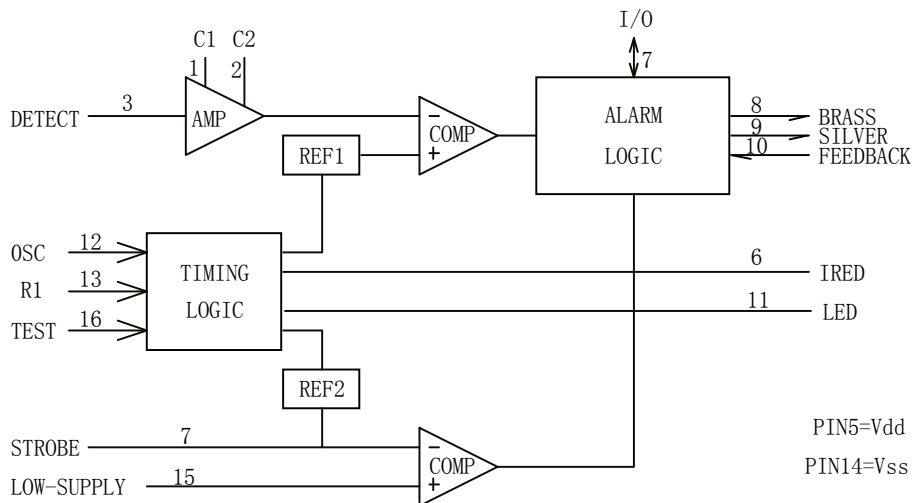 I/O
C1 C2
1 2 7
DETECT 3 AMP - COMP ALARM 8 BRASS
9 SILVER
REF1 + LOGIC 10 FEEDBACK
OSC 12
TIMING 6 IRED
R1 13
LOGIC 11 LED
TEST 16
REF2
PIN5=Vdd
STROBE 7 -
COMP PIN14=Vss
LOW-SUPPLY 15 +